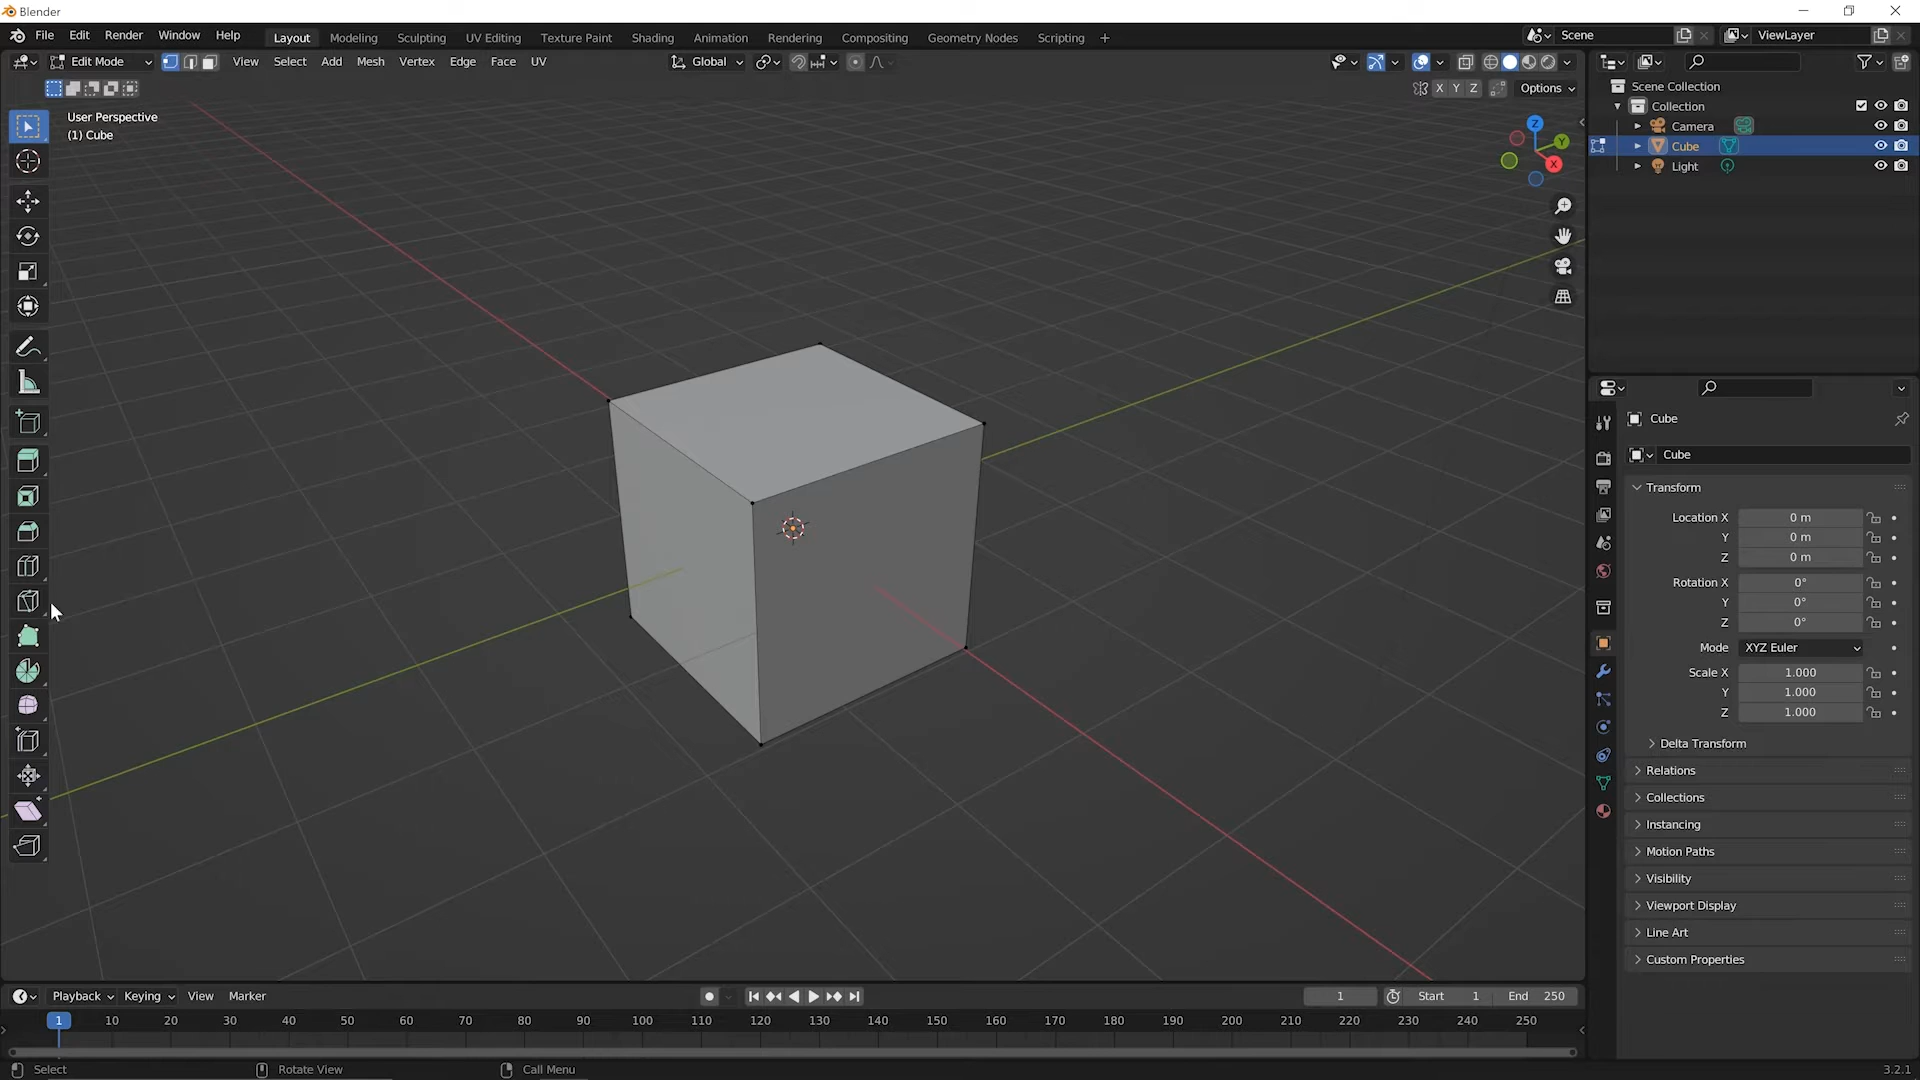 Blender
File Edit Render Window Help Layout Modeling Sculpting UV Editing Texture Paint Shading Animation Rendering Compositing Geometry Nodes Scripting + Scene ViewLayer
Edit Mode View Select Add Mesh Vertex Edge Face UV Global
X Y Z Options
User Perspective
(1) Cube
Z
Y
X
Scene Collection
Collection
Camera
Cube
Light
Cube
Cube
Transform
Location X 0 m
Y 0 m
Z 0 m
Rotation X 0°
Y 0°
Z 0°
Mode XYZ Euler
Scale X 1.000
Y 1.000
Z 1.000
Delta Transform
Relations
Collections
Instancing
Motion Paths
Visibility
Viewport Display
Line Art
Custom Properties
Playback Keying View Marker 1 Start 1 End 250
1 10 20 30 40 50 60 70 80 90 100 110 120 130 140 150 160 170 180 190 200 210 220 230 240 250
Select Rotate View Call Menu 3.2.1